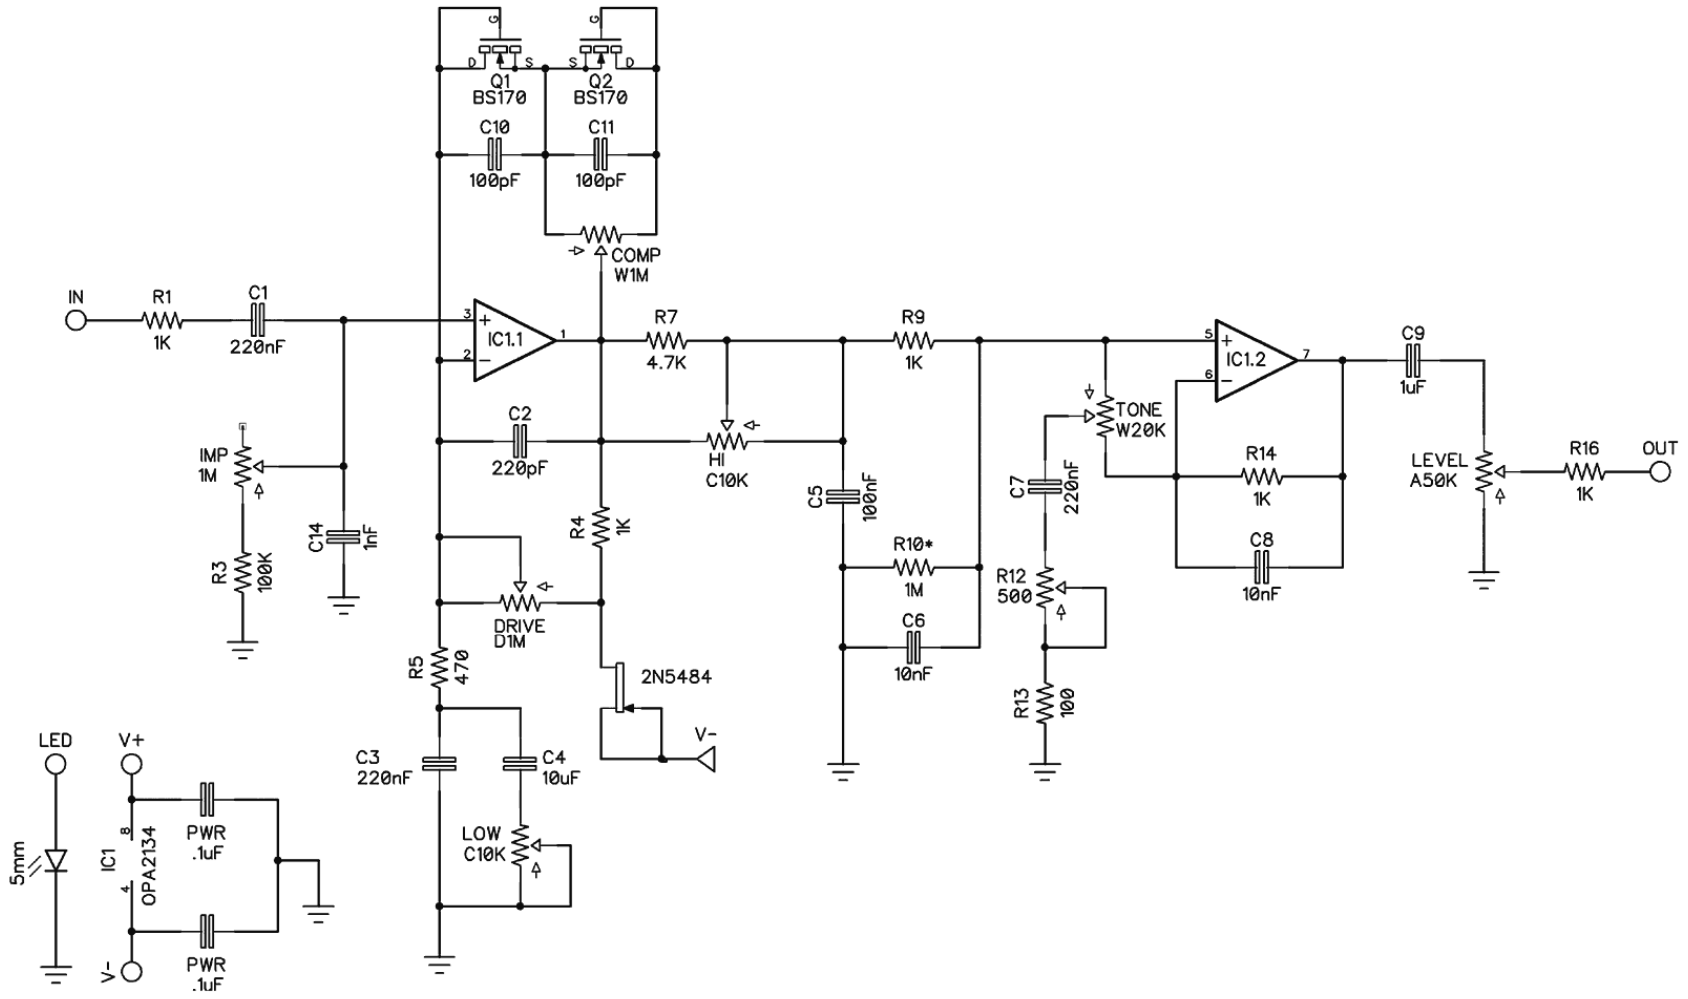 G
G
D
S
S
D
Q1
BS170
Q2
BS170
C10
100pF
C11
100pF
COMP
W1M
IN
R1
1K
C1
220nF
3
+
2
-
IC1.1
1
R7
4.7K
R9
1K
5
+
6
-
IC1.2
7
C9
1uF
C2
220pF
HI
C10K
TONE
W20K
IMP
1M
R3
100K
C14
1nF
R4
1K
C5
100nF
R10*
1M
C6
10nF
C7
220nF
R12
500
R13
100
R14
1K
C8
10nF
LEVEL
A50K
R16
1K
OUT
DRIVE
D1M
R5
470
2N5484
V-
C3
220nF
C4
10uF
LOW
C10K
LED
5mm
V+
8
IC1
OPA2134
4
V-
PWR
.1uF
PWR
.1uF